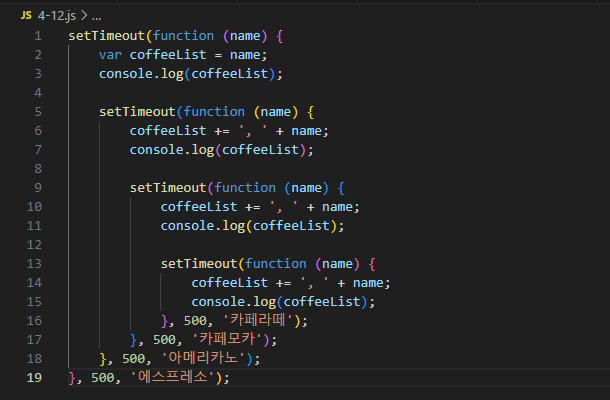 JS 4-12.js > ...
1 setTimeout(function (name) {
2     var coffeeList = name;
3     console.log(coffeeList);
4
5     setTimeout(function (name) {
6         coffeeList += ', ' + name;
7         console.log(coffeeList);
8
9         setTimeout(function (name) {
10             coffeeList += ', ' + name;
11             console.log(coffeeList);
12
13             setTimeout(function (name) {
14                 coffeeList += ', ' + name;
15                 console.log(coffeeList);
16             }, 500, '카페라떼');
17         }, 500, '카페모카');
18     }, 500, '아메리카노');
19 }, 500, '에스프레소');